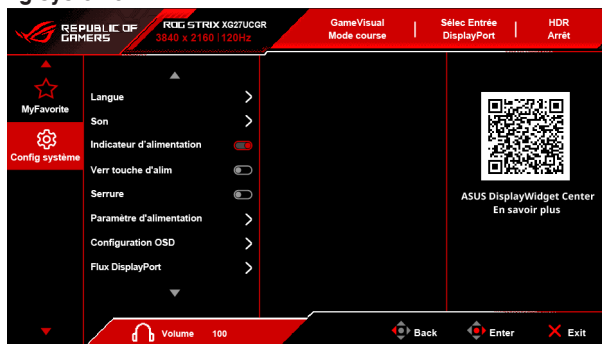 REPUBLIC OF
GAMERS
ROG STRIX XG27UCGR
3840 x 2160 | 120Hz
GameVisual
Mode course
Sélec Entrée
DisplayPort
HDR
Arrêt
MyFavorite
Config système
Langue
Son
Indicateur d'alimentation
Verr touche d'alim
Serrure
Paramètre d'alimentation
Configuration OSD
Flux DisplayPort
ASUS DisplayWidget Center
En savoir plus
Volume 100
Back
Enter
Exit